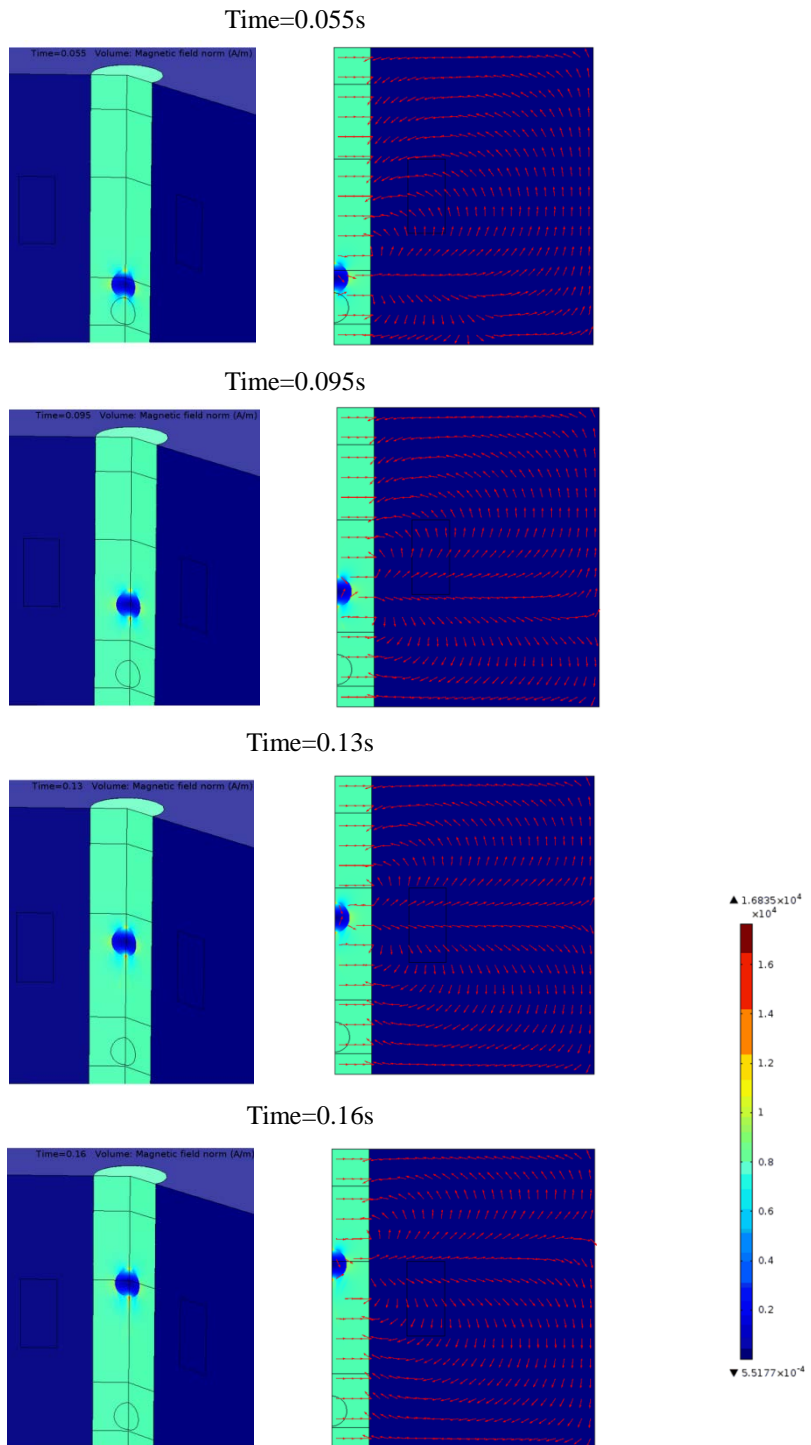 Time=0.055s
Time=0.055 Volume: Magnetic field norm (A/m)
Time=0.095s
Time=0.095 Volume: Magnetic field norm (A/m)
Time=0.13s
Time=0.13 Volume: Magnetic field norm (A/m)
▲ 1.6835×10⁴
×10⁴
1.6
1.4
1.2
1
0.8
0.6
0.4
0.2
▼ 5.5177×10⁻⁴
Time=0.16s
Time=0.16 Volume: Magnetic field norm (A/m)